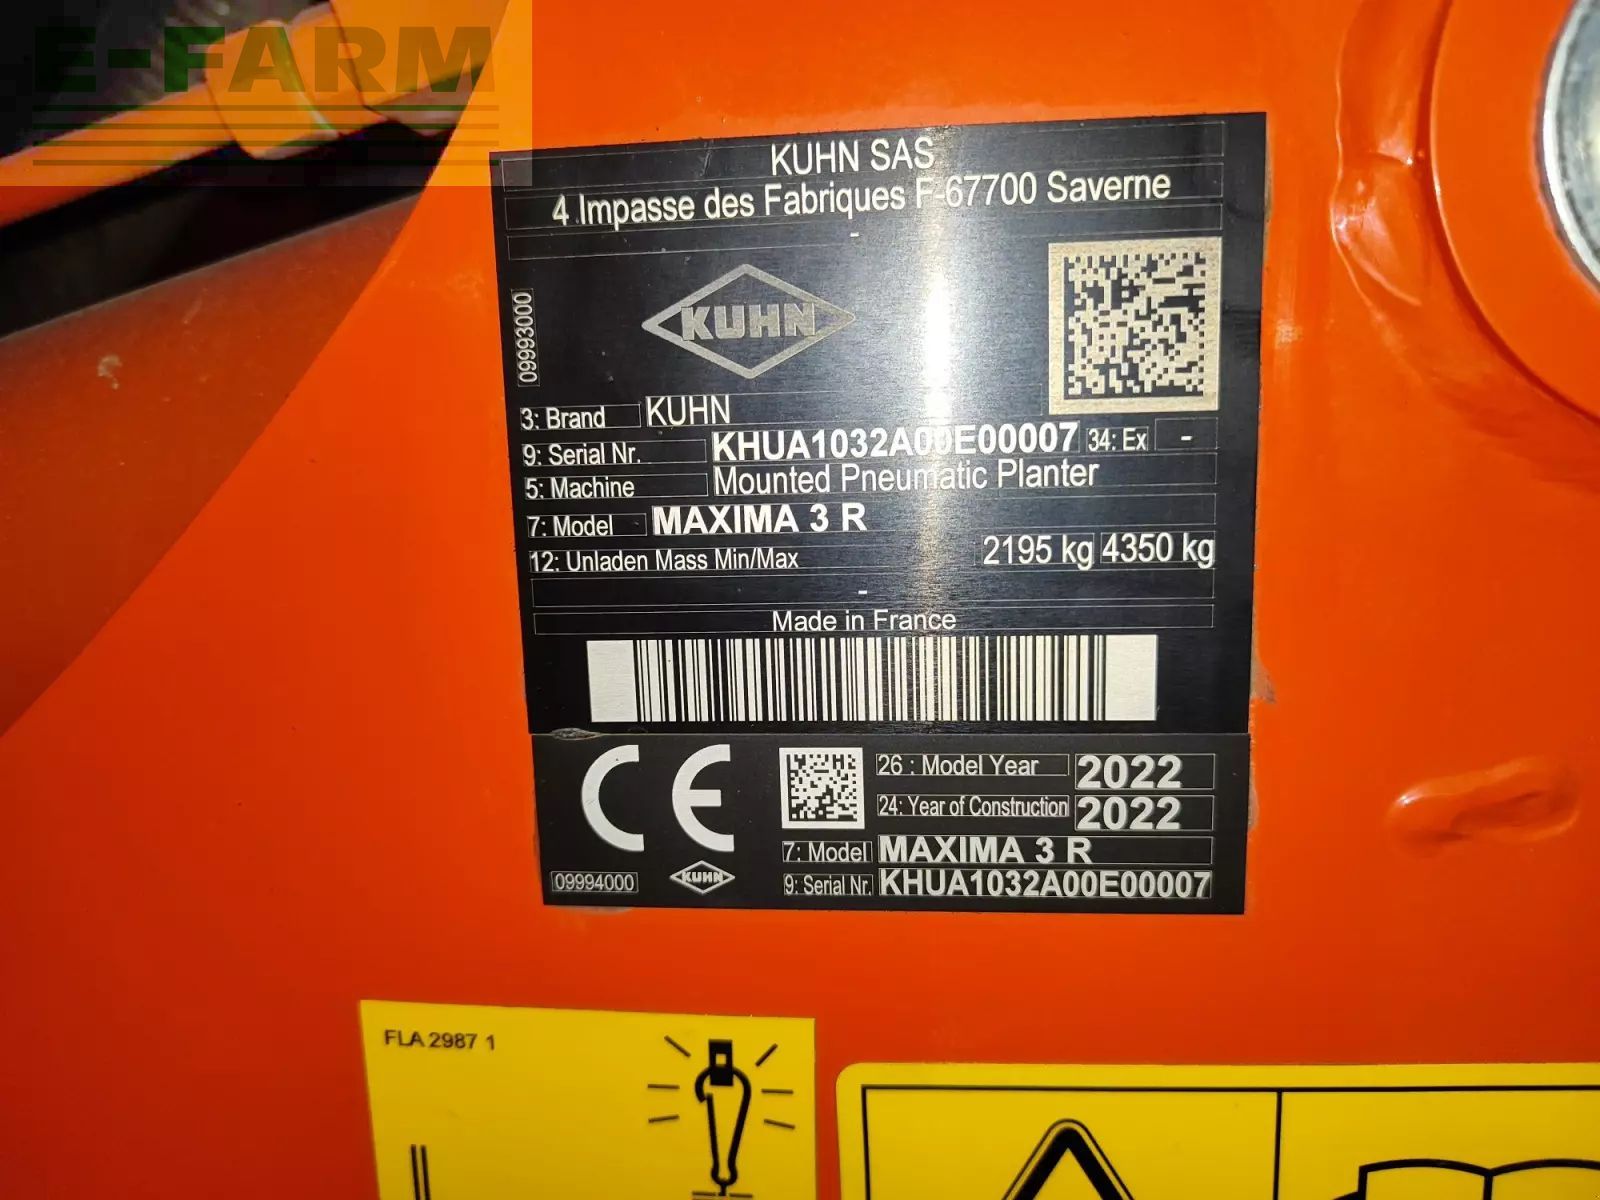 E-FARM
KUHN SAS
4 Impasse des Fabriques F-67700 Saverne
-
KUHN
09993000
3: Brand KUHN
9: Serial Nr. KHUA1032A00E00007 34: Ex -
5: Machine Mounted Pneumatic Planter
7: Model MAXIMA 3 R
12: Unladen Mass Min/Max 2195 kg 4350 kg
-
Made in France
CE
26 : Model Year 2022
24: Year of Construction 2022
7: Model MAXIMA 3 R
09994000 KUHN 9: Serial Nr. KHUA1032A00E00007
FLA 2987 1